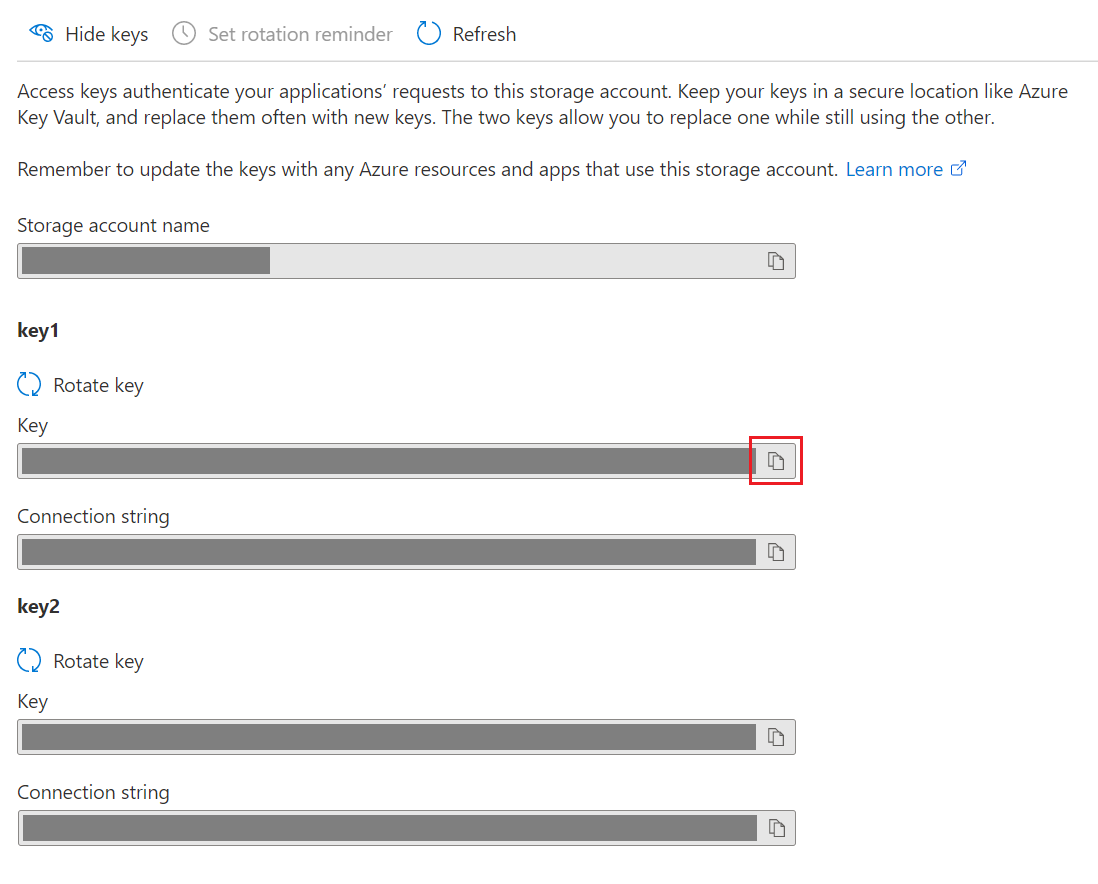 Hide keys Set rotation reminder Refresh
Access keys authenticate your applications’ requests to this storage account. Keep your keys in a secure location like Azure
Key Vault, and replace them often with new keys. The two keys allow you to replace one while still using the other.
Remember to update the keys with any Azure resources and apps that use this storage account. Learn more
Storage account name
key1
Rotate key
Key
Connection string
key2
Rotate key
Key
Connection string